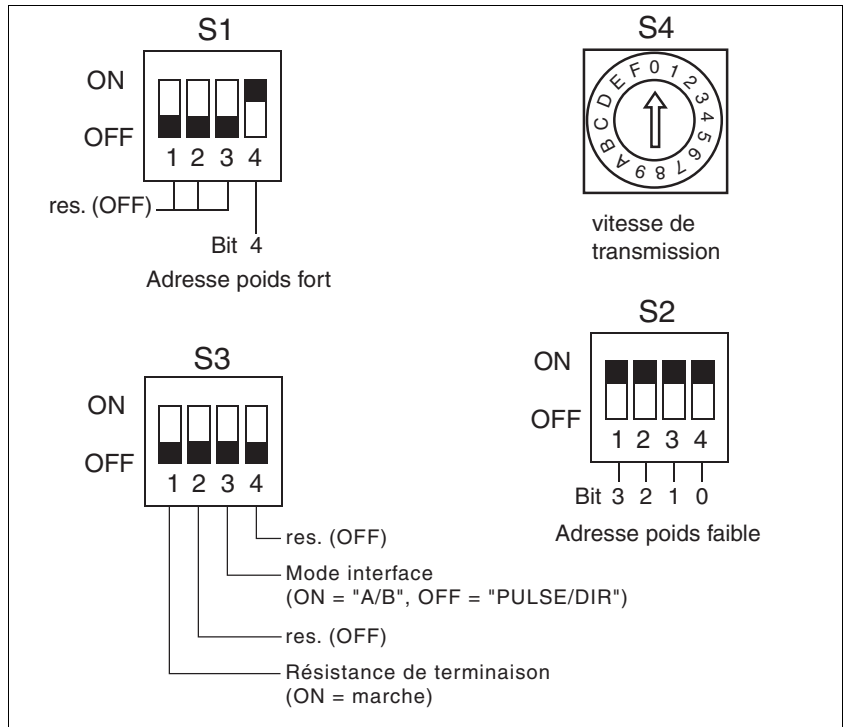 S1
ON
OFF
1 2 3 4
res. (OFF)
Bit 4
Adresse poids fort
S4
0 1 2 3 4 5 6 7 8 9 A B C D E F
vitesse de
transmission
S3
ON
OFF
1 2 3 4
res. (OFF)
Mode interface
(ON = "A/B", OFF = "PULSE/DIR")
res. (OFF)
Résistance de terminaison
(ON = marche)
S2
ON
OFF
1 2 3 4
Bit 3 2 1 0
Adresse poids faible